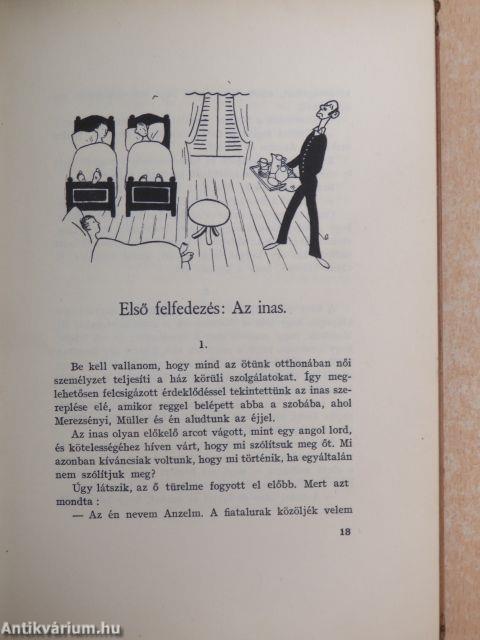 Első felfedezés: Az inas.
1.
Be kell vallanom, hogy mind az ötünk otthonában női
személyzet teljesíti a ház körüli szolgálatokat. Így meg-
lehetősen felcsigázott érdeklődéssel tekintettünk az inas sze-
replése elé, amikor reggel belépett abba a szobába, ahol
Merezsényi, Müller és én aludtunk az éjjel.
Az inas olyan előkelő arcot vágott, mint egy angol lord,
és kötelességéhez híven várt, hogy mi szólítsuk meg őt. Mi
azonban kíváncsiak voltunk, hogy mi történik, ha egyáltalán
nem szólítjuk meg?
Úgy látszik, az ő türelme fogyott el előbb. Mert azt
mondta :
— Az én nevem Anzelm. A fiatalurak közöljék velem
18
Antikvárium.hu